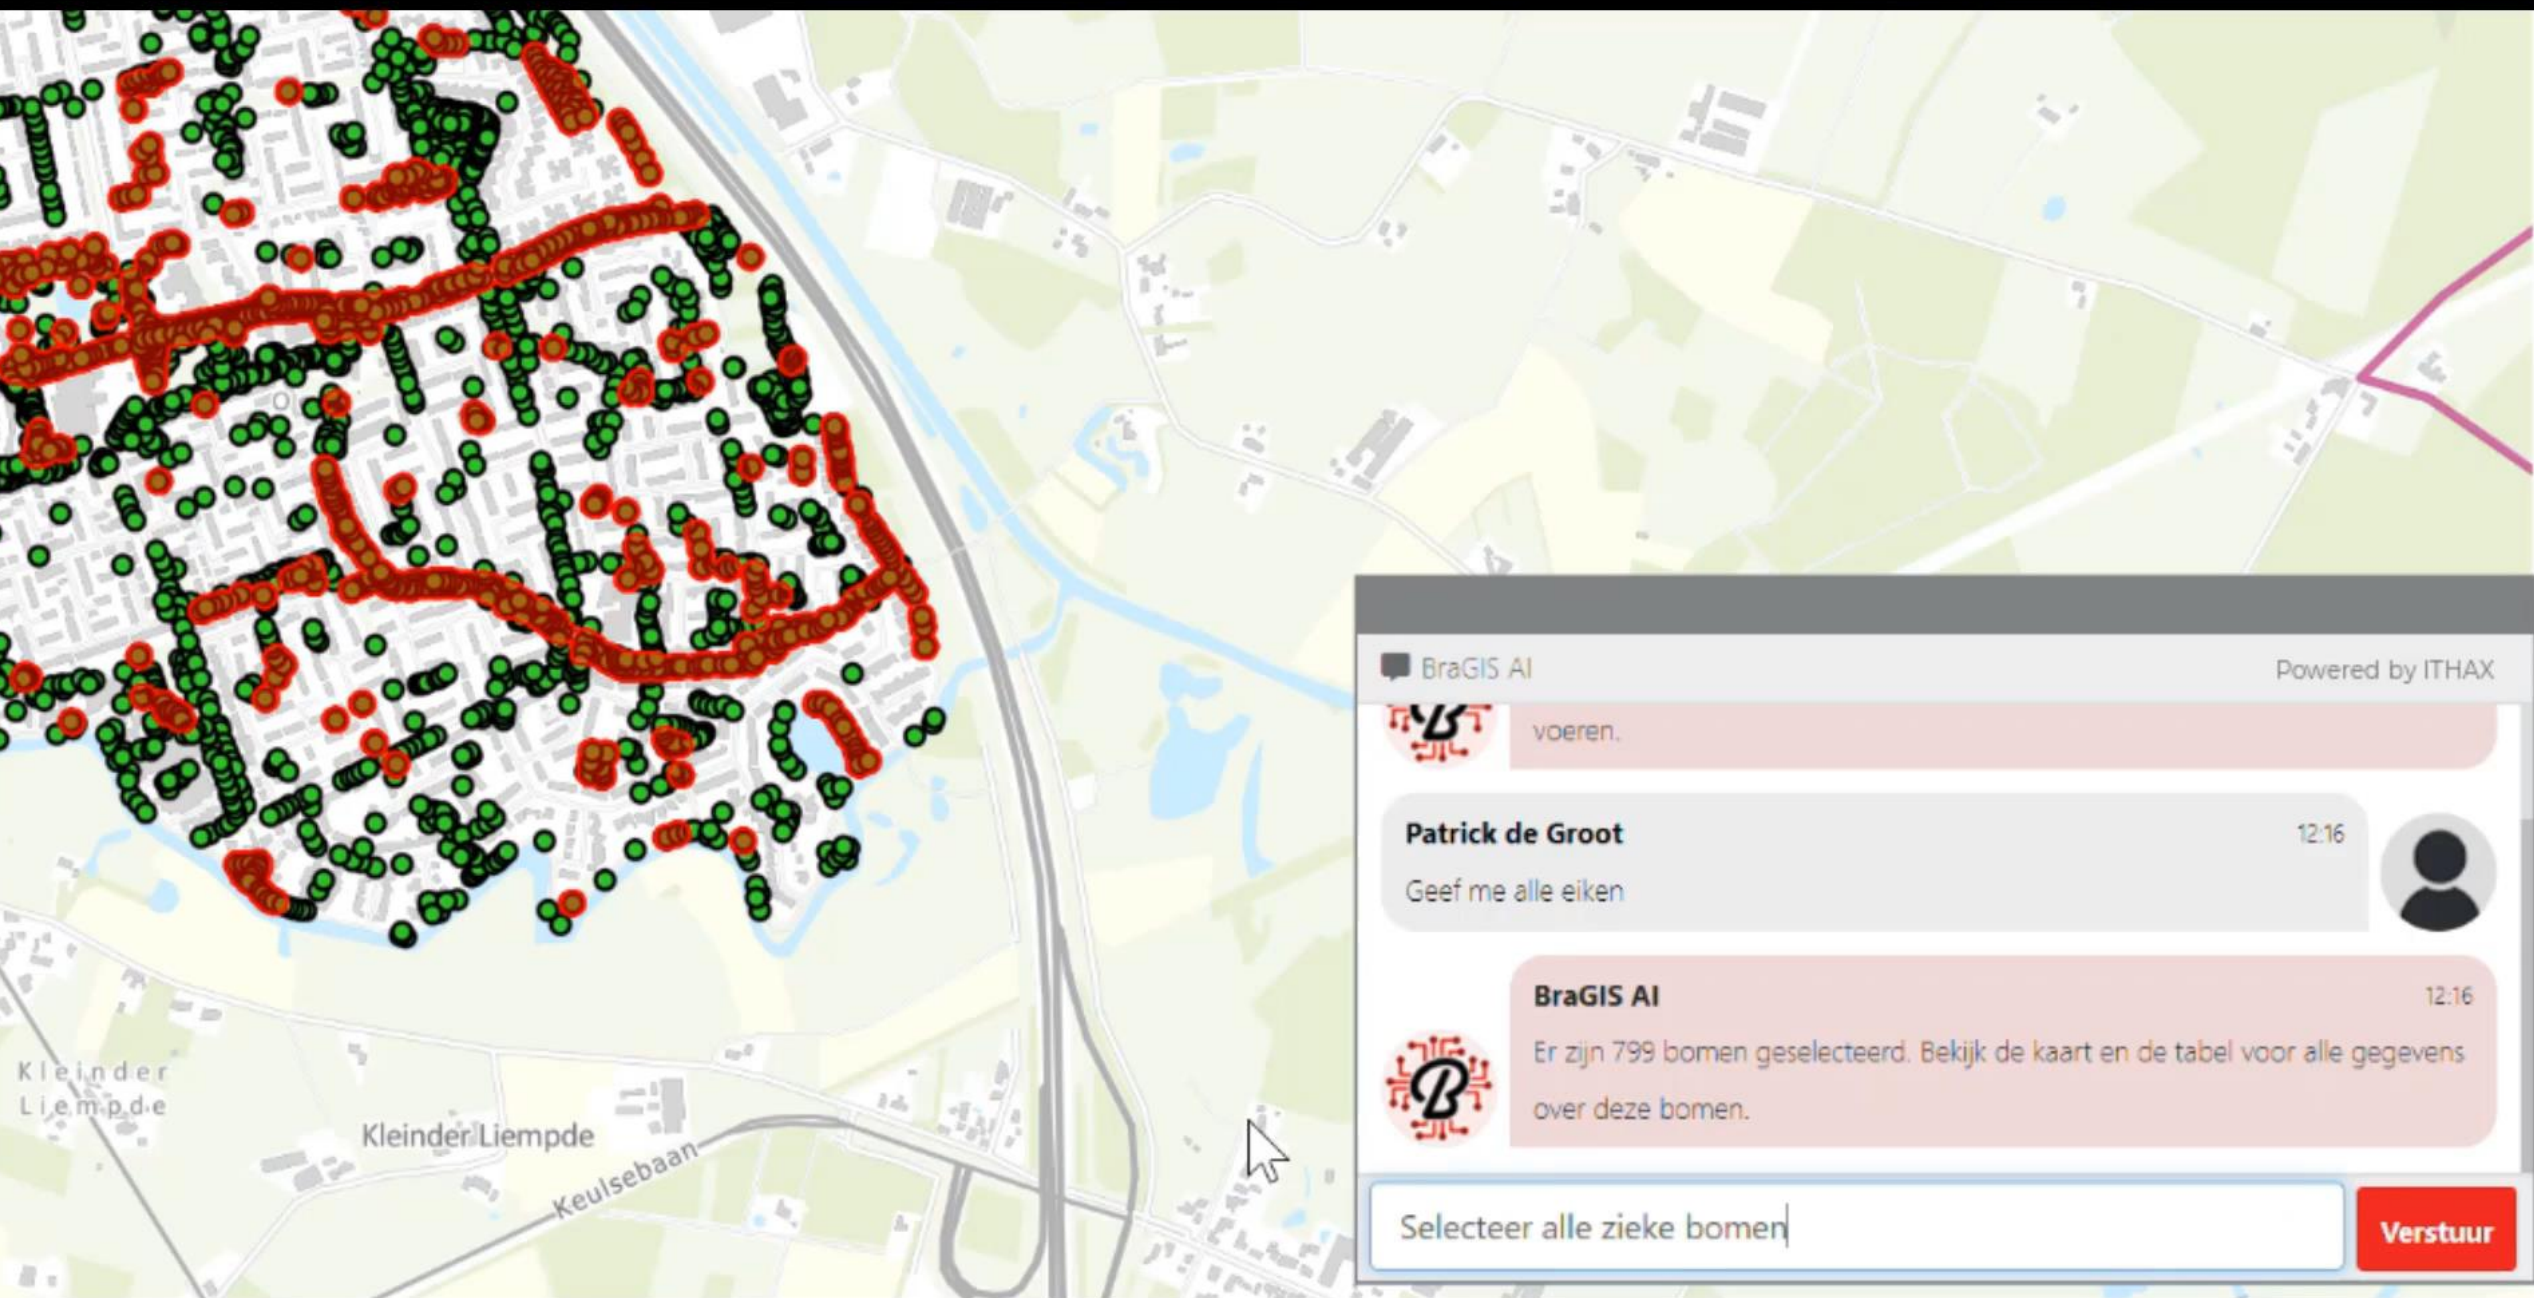 Kleinder
Liempde
Kleinder Liempde
Keulsebaan
BraGIS AI
Powered by ITHAX
B
voeren.
Patrick de Groot
12:16
Geef me alle eiken
BraGIS AI
12:16
B
Er zijn 799 bomen geselecteerd. Bekijk de kaart en de tabel voor alle gegevens
over deze bomen.
Selecteer alle zieke bomen
Verstuur